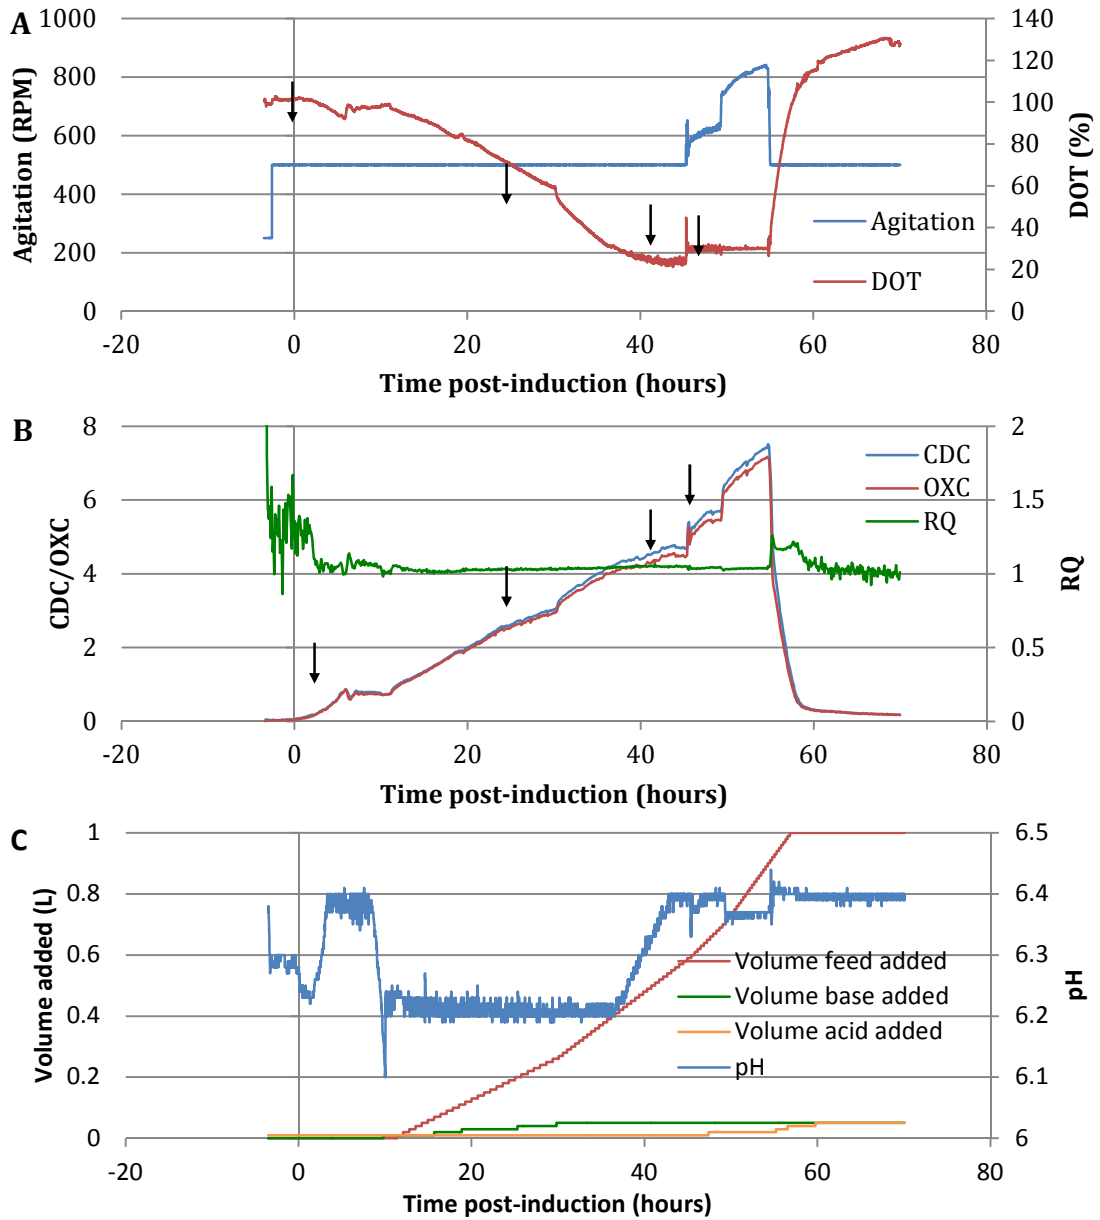 A
1000
800
600
400
200
0
Agitation (RPM)
140
120
100
80
60
40
20
0
DOT (%)
Agitation
DOT
-20 0 20 40 60 80
Time post-induction (hours)
B
8
6
4
2
0
CDC/OXC
2
1.5
1
0.5
0
RQ
CDC
OXC
RQ
-20 0 20 40 60 80
Time post-induction (hours)
C
1
0.8
0.6
0.4
0.2
0
Volume added (L)
6.5
6.4
6.3
6.2
6.1
6
pH
Volume feed added
Volume base added
Volume acid added
pH
-20 0 20 40 60 80
Time post-induction (hours)